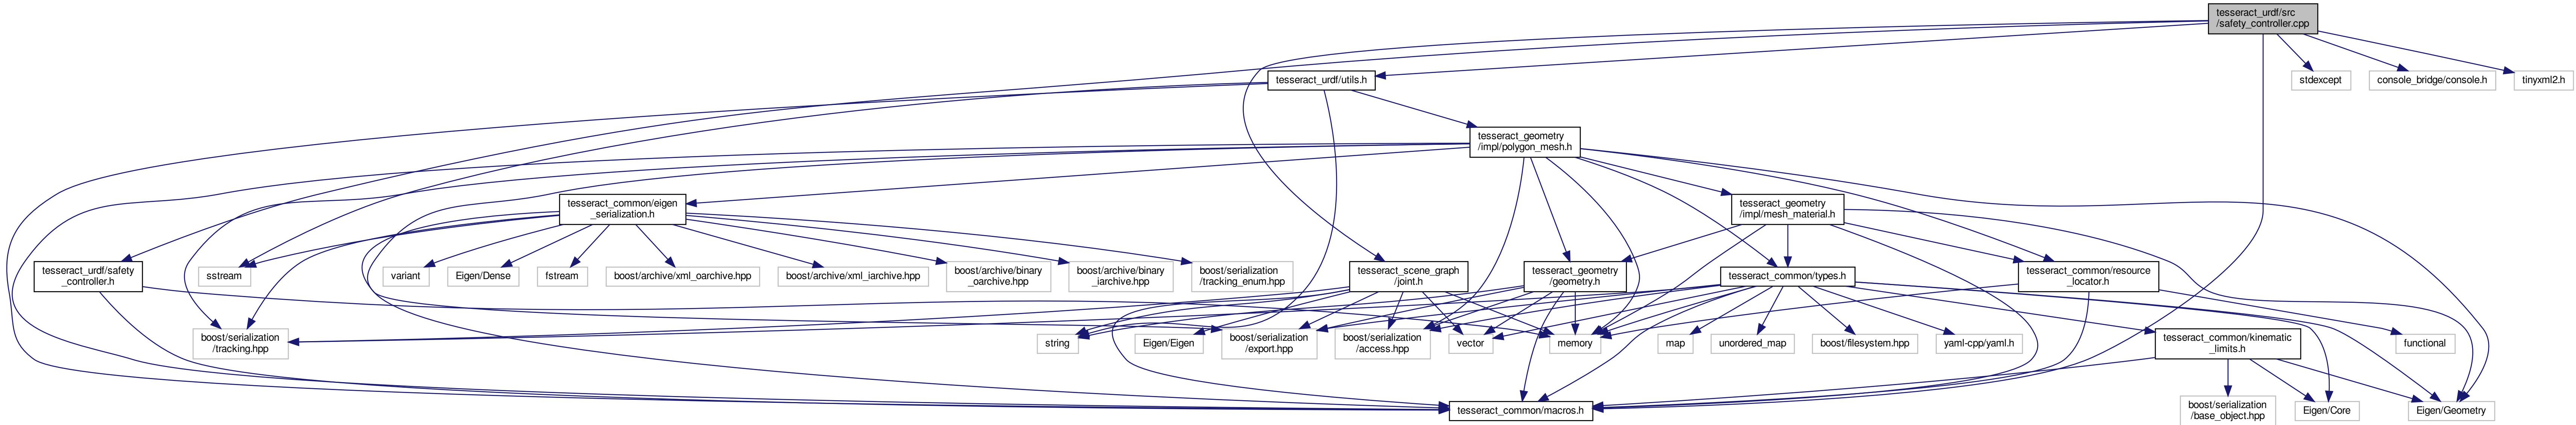 tesseract_urdf/src
/safety_controller.cpp
tesseract_urdf/utils.h
stdexcept
console_bridge/console.h
tinyxml2.h
tesseract_geometry
/impl/polygon_mesh.h
tesseract_common/eigen
_serialization.h
tesseract_geometry
/impl/mesh_material.h
tesseract_urdf/safety
_controller.h
sstream
variant
Eigen/Dense
fstream
boost/archive/xml_oarchive.hpp
boost/archive/xml_iarchive.hpp
boost/archive/binary
_oarchive.hpp
boost/archive/binary
_iarchive.hpp
boost/serialization
/tracking_enum.hpp
tesseract_scene_graph
/joint.h
tesseract_geometry
/geometry.h
tesseract_common/types.h
tesseract_common/resource
_locator.h
boost/serialization
/tracking.hpp
string
Eigen/Eigen
boost/serialization
/export.hpp
boost/serialization
/access.hpp
vector
memory
map
unordered_map
boost/filesystem.hpp
yaml-cpp/yaml.h
tesseract_common/kinematic
_limits.h
functional
tesseract_common/macros.h
boost/serialization
/base_object.hpp
Eigen/Core
Eigen/Geometry